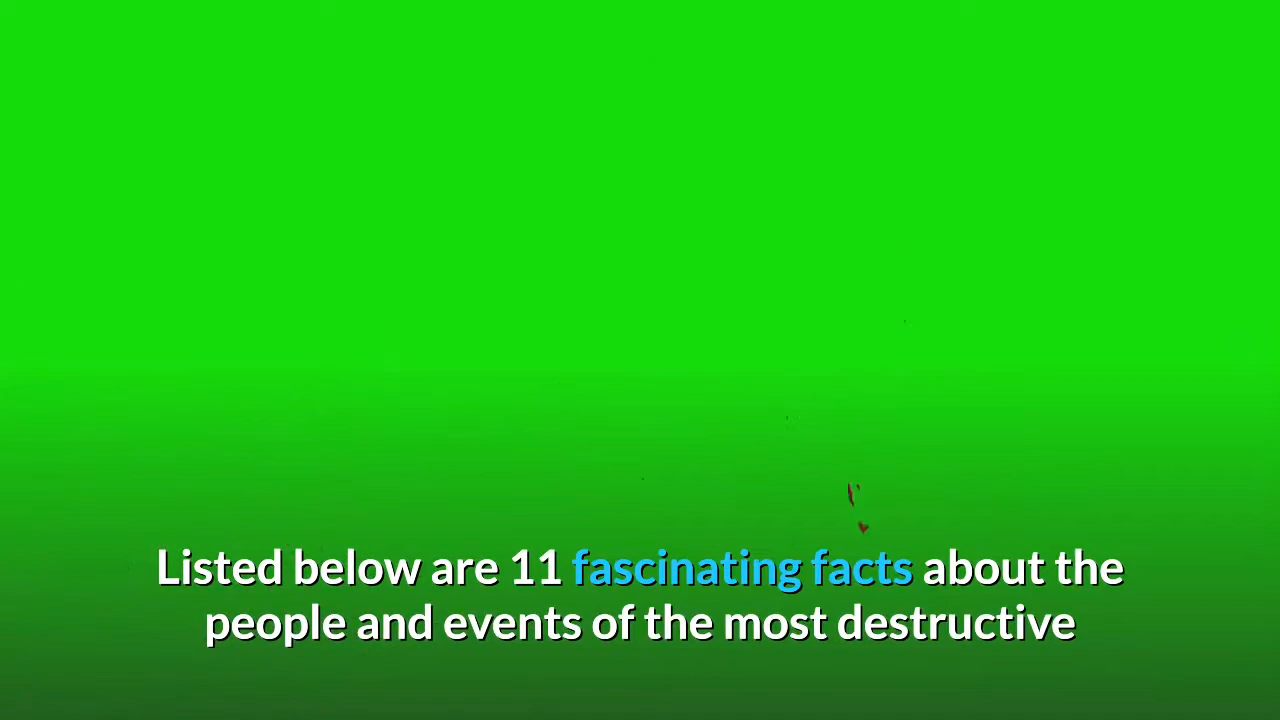 Listed below are 11 fascinating facts about the
people and events of the most destructive